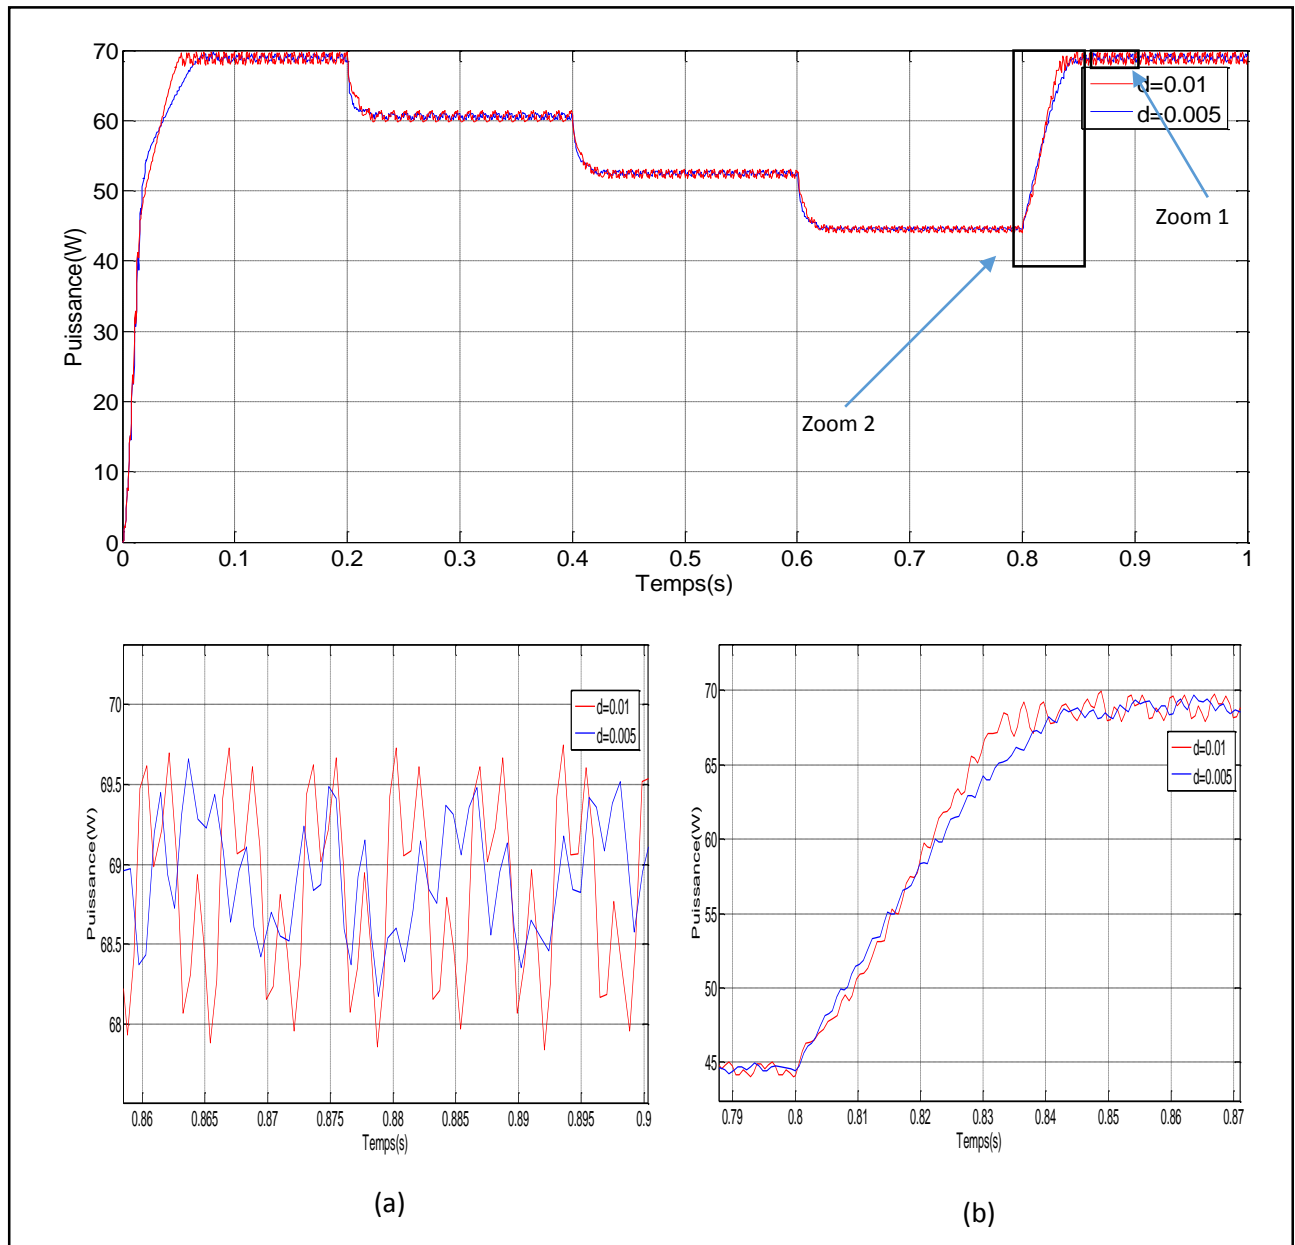 70
60
50
40
30
20
10
0
Puissance(W)
0 0.1 0.2 0.3 0.4 0.5 0.6 0.7 0.8 0.9 1
Temps(s)
d=0.01
d=0.005
Zoom 1
Zoom 2
70
69.5
69
68.5
68
Puissance(W)
0.86 0.865 0.87 0.875 0.88 0.885 0.89 0.895 0.9
Temps(s)
d=0.01
d=0.005
(a)
70
65
60
55
50
45
Puissance(W)
0.79 0.8 0.81 0.82 0.83 0.84 0.85 0.86 0.87
Temps(s)
d=0.01
d=0.005
(b)